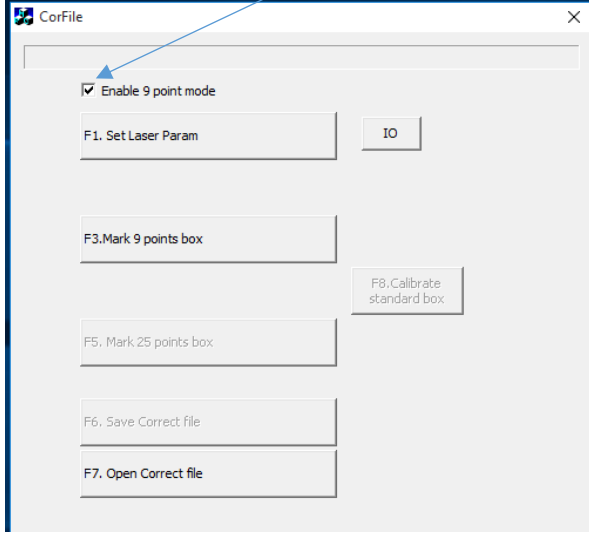 CorFile
Enable 9 point mode
F1. Set Laser Param
IO
F3.Mark 9 points box
F8.Calibrate
standard box
F5. Mark 25 points box
F6. Save Correct file
F7. Open Correct file